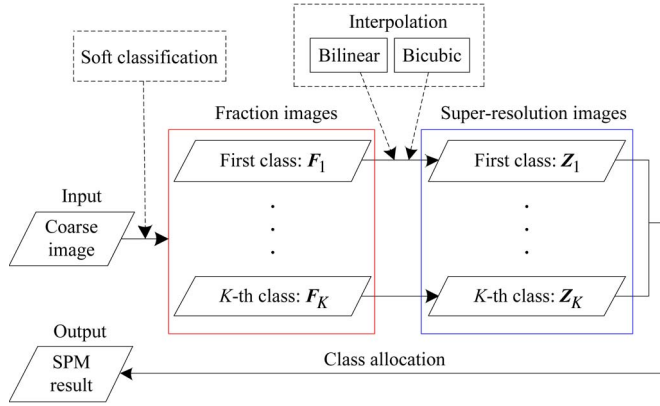 Interpolation
Soft classification
Bilinear
Bicubic
Fraction images
Super-resolution images
First class: F1
First class: Z1
Input
Coarse
image
K-th class: FK
K-th class: ZK
Output
SPM
result
Class allocation